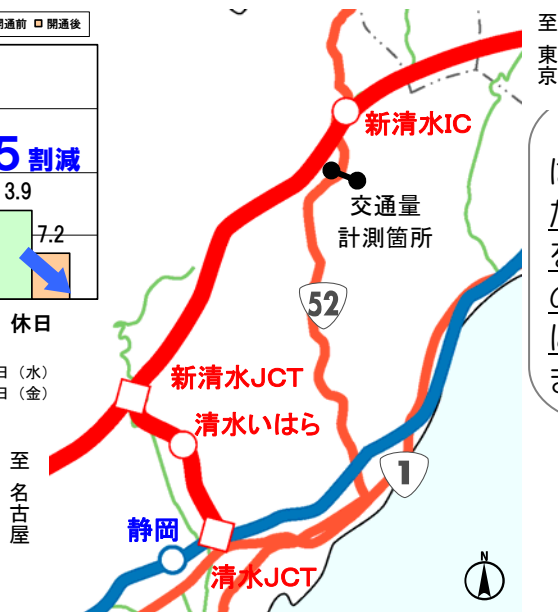 開通前 開通後
5 割減
3.9
7.2
休日
日（水）
日（金）
至
名古屋
新清水IC
交通量
計測箇所
52
新清水JCT
清水いはら
1
静岡
清水JCT
N
至
東京